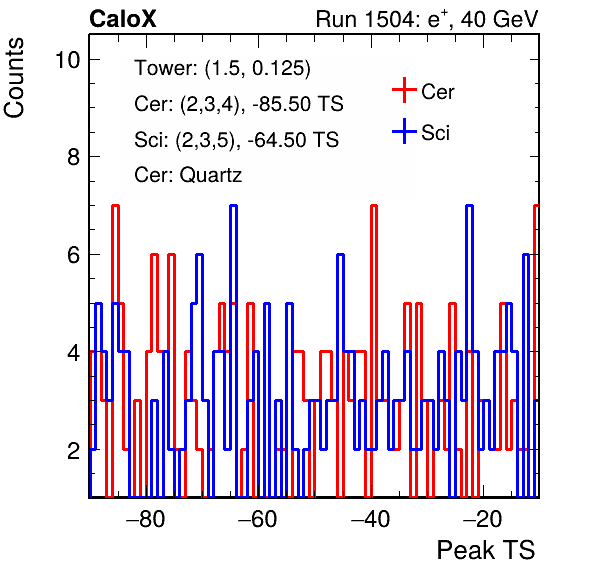 CaloX Run 1504: e⁺, 40 GeV
Counts
Tower: (1.5, 0.125)
Cer: (2,3,4), -85.50 TS
Sci: (2,3,5), -64.50 TS
Cer: Quartz
Cer
Sci
10
8
6
4
2
−80 −60 −40 −20
Peak TS